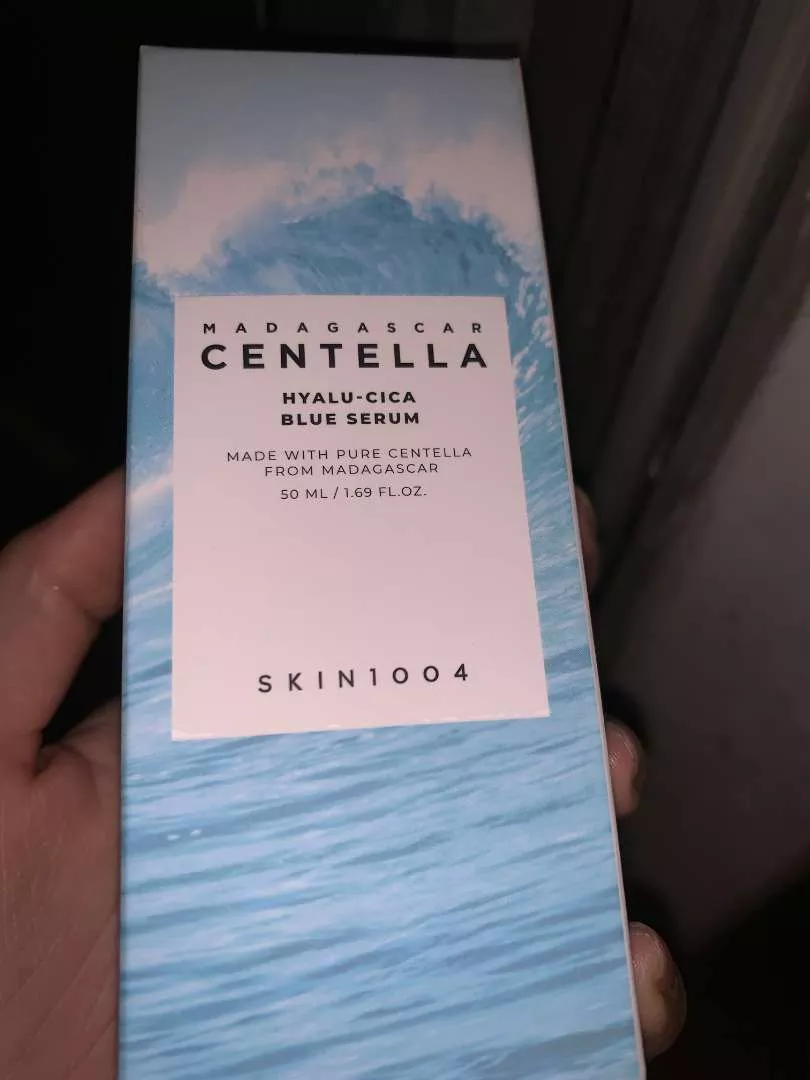 MADAGASCAR
CENTELLA
HYALU-CICA
BLUE SERUM
MADE WITH PURE CENTELLA
FROM MADAGASCAR
50 ML / 1.69 FL.OZ.
SKIN1004